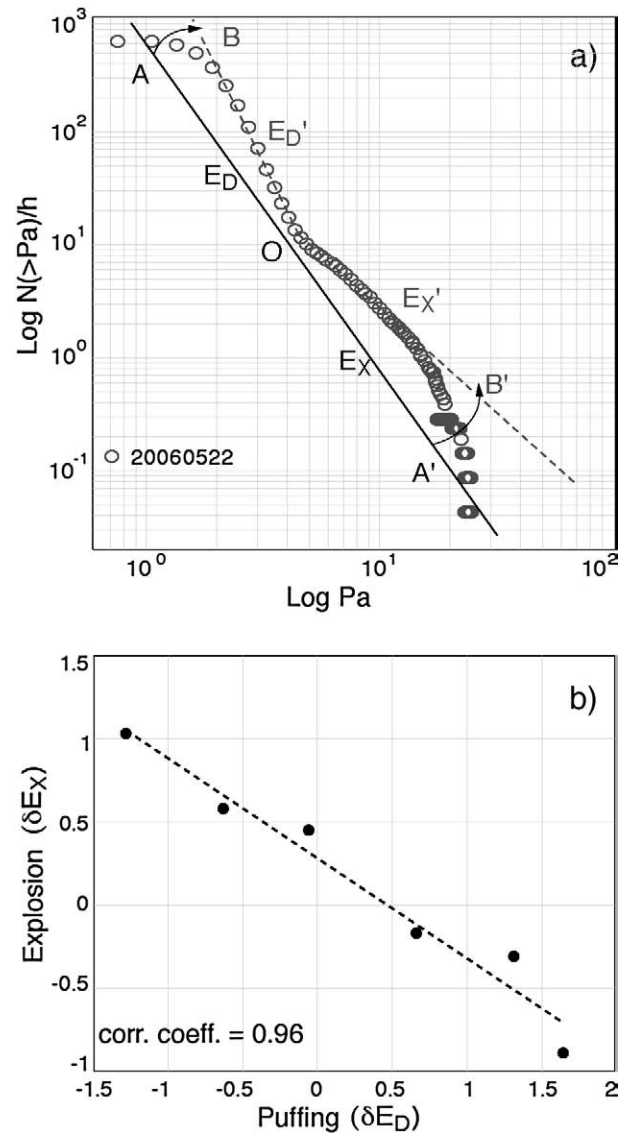 10³
B
a)
A
10²
E_D'
E_D
Log N(>Pa)/h
10¹
O
E_X'
10⁰
E_X
B'
20060522
10⁻¹
A'
10⁰
10¹
10²
Log Pa
1.5
b)
1
Explosion (δE_X)
0.5
0
-0.5
corr. coeff. = 0.96
-1
-1.5
-1
-0.5
0
0.5
1
1.5
2
Puffing (δE_D)